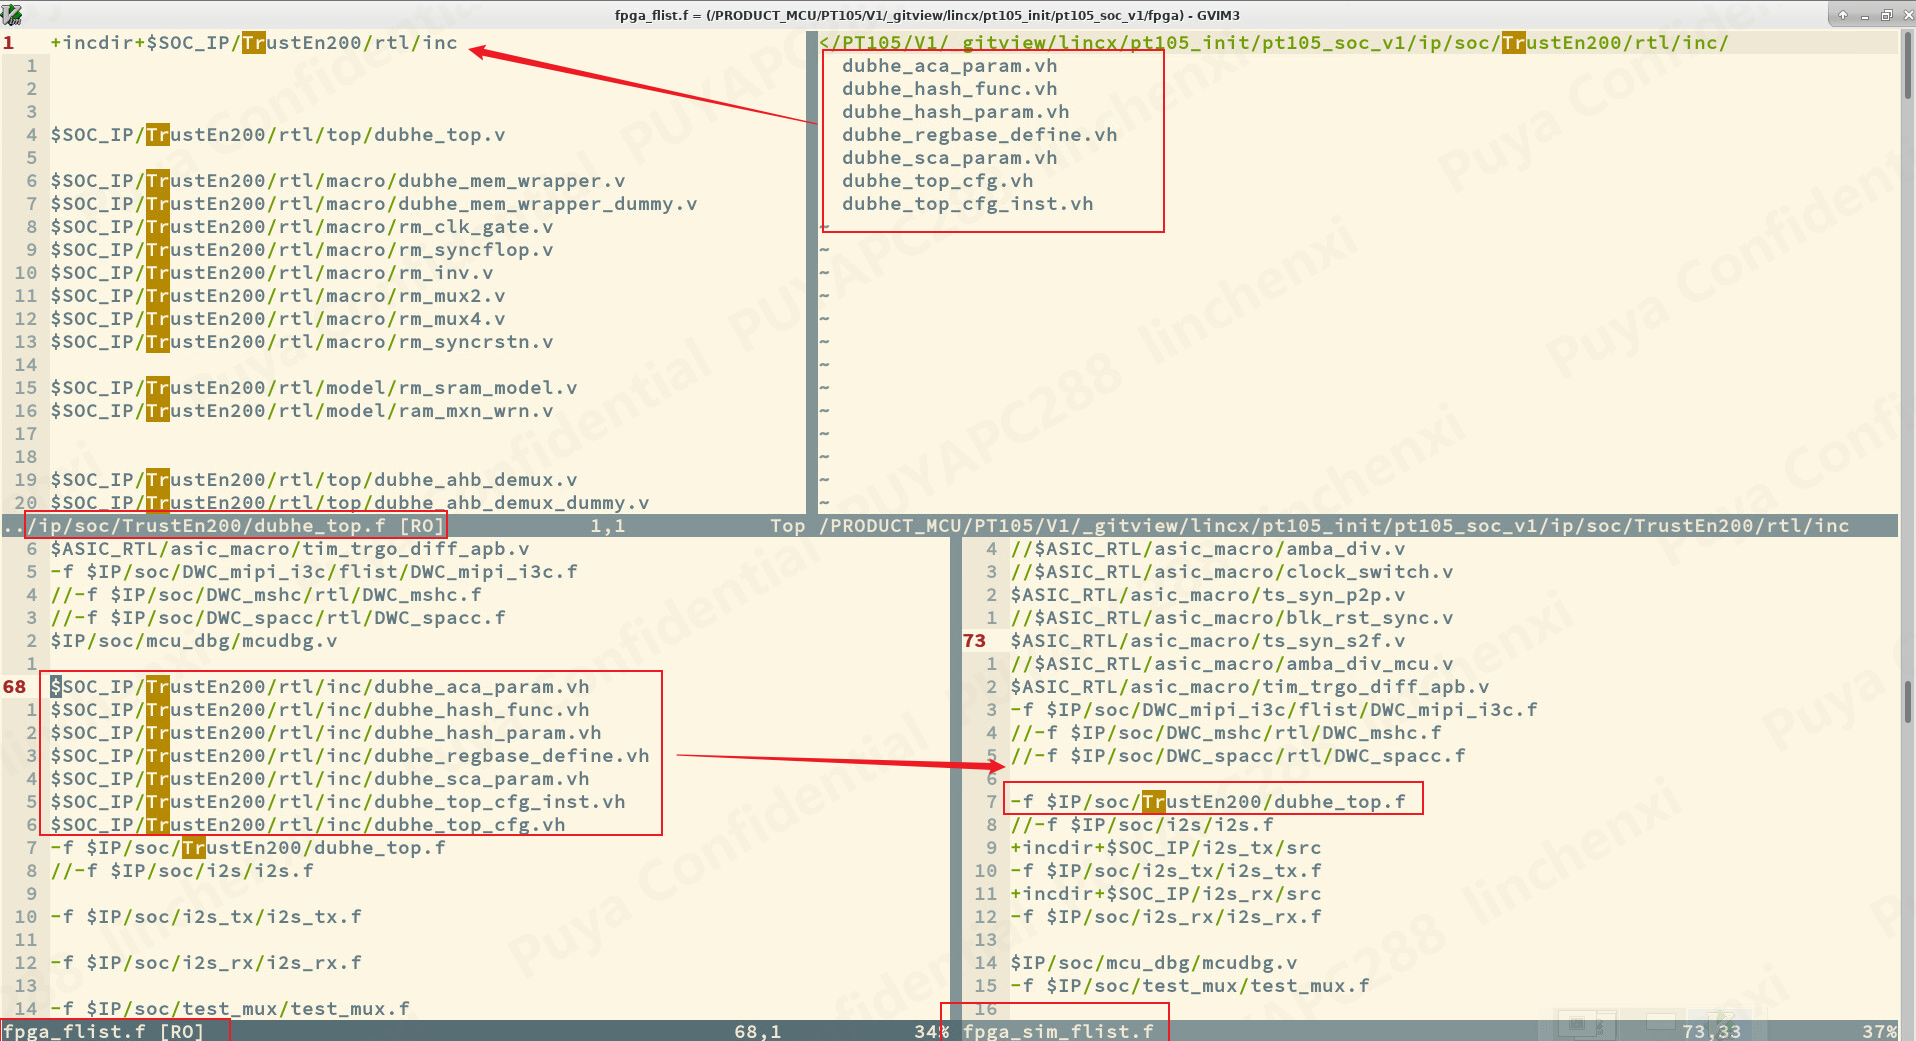 fpga_flist.f = (/PRODUCT_MCU/PT105/V1/_gitview/lincx/pt105_init/pt105_soc_v1/fpga) - GVIM3
1 +incdir+$SOC_IP/TrustEn200/rtl/inc
1
2
3
4 $SOC_IP/TrustEn200/rtl/top/dubhe_top.v
5
6 $SOC_IP/TrustEn200/rtl/macro/dubhe_mem_wrapper.v
7 $SOC_IP/TrustEn200/rtl/macro/dubhe_mem_wrapper_dummy.v
8 $SOC_IP/TrustEn200/rtl/macro/rm_clk_gate.v
9 $SOC_IP/TrustEn200/rtl/macro/rm_syncflop.v
10 $SOC_IP/TrustEn200/rtl/macro/rm_inv.v
11 $SOC_IP/TrustEn200/rtl/macro/rm_mux2.v
12 $SOC_IP/TrustEn200/rtl/macro/rm_mux4.v
13 $SOC_IP/TrustEn200/rtl/macro/rm_syncrstn.v
14
15 $SOC_IP/TrustEn200/rtl/model/rm_sram_model.v
16 $SOC_IP/TrustEn200/rtl/model/ram_mxn_wrn.v
17
18
19 $SOC_IP/TrustEn200/rtl/top/dubhe_ahb_demux.v
20 $SOC_IP/TrustEn200/rtl/top/dubhe_ahb_demux_dummy.v
../ip/soc/TrustEn200/dubhe_top.f [RO] 1,1 Top
</PT105/V1/_gitview/lincx/pt105_init/pt105_soc_v1/ip/soc/TrustEn200/rtl/inc/
dubhe_aca_param.vh
dubhe_hash_func.vh
dubhe_hash_param.vh
dubhe_regbase_define.vh
dubhe_sca_param.vh
dubhe_top_cfg.vh
dubhe_top_cfg_inst.vh
~
~
~
~
~
~
~
~
~
~
~
~
~
/PRODUCT_MCU/PT105/V1/_gitview/lincx/pt105_init/pt105_soc_v1/ip/soc/TrustEn200/rtl/inc
6 $ASIC_RTL/asic_macro/tim_trgo_diff_apb.v
5 -f $IP/soc/DWC_mipi_i3c/flist/DWC_mipi_i3c.f
4 //-f $IP/soc/DWC_mshc/rtl/DWC_mshc.f
3 //-f $IP/soc/DWC_spacc/rtl/DWC_spacc.f
2 $IP/soc/mcu_dbg/mcudbg.v
1
68 $SOC_IP/TrustEn200/rtl/inc/dubhe_aca_param.vh
1 $SOC_IP/TrustEn200/rtl/inc/dubhe_hash_func.vh
2 $SOC_IP/TrustEn200/rtl/inc/dubhe_hash_param.vh
3 $SOC_IP/TrustEn200/rtl/inc/dubhe_regbase_define.vh
4 $SOC_IP/TrustEn200/rtl/inc/dubhe_sca_param.vh
5 $SOC_IP/TrustEn200/rtl/inc/dubhe_top_cfg_inst.vh
6 $SOC_IP/TrustEn200/rtl/inc/dubhe_top_cfg.vh
7 -f $IP/soc/TrustEn200/dubhe_top.f
8 //-f $IP/soc/i2s/i2s.f
9
10 -f $IP/soc/i2s_tx/i2s_tx.f
11
12 -f $IP/soc/i2s_rx/i2s_rx.f
13
14 -f $IP/soc/test_mux/test_mux.f
fpga_flist.f [RO] 68,1 34%
4 //$ASIC_RTL/asic_macro/amba_div.v
3 //$ASIC_RTL/asic_macro/clock_switch.v
2 $ASIC_RTL/asic_macro/ts_syn_p2p.v
1 //$ASIC_RTL/asic_macro/blk_rst_sync.v
73 $ASIC_RTL/asic_macro/ts_syn_s2f.v
1 //$ASIC_RTL/asic_macro/amba_div_mcu.v
2 $ASIC_RTL/asic_macro/tim_trgo_diff_apb.v
3 -f $IP/soc/DWC_mipi_i3c/flist/DWC_mipi_i3c.f
4 //-f $IP/soc/DWC_mshc/rtl/DWC_mshc.f
5 //-f $IP/soc/DWC_spacc/rtl/DWC_spacc.f
6
7 -f $IP/soc/TrustEn200/dubhe_top.f
8 //-f $IP/soc/i2s/i2s.f
9 +incdir+$SOC_IP/i2s_tx/src
10 -f $IP/soc/i2s_tx/i2s_tx.f
11 +incdir+$SOC_IP/i2s_rx/src
12 -f $IP/soc/i2s_rx/i2s_rx.f
13
14 $IP/soc/mcu_dbg/mcudbg.v
15 -f $IP/soc/test_mux/test_mux.f
16
fpga_sim_flist.f 73,33 37%
Puya Confidential PUYAPC288 linchenxi